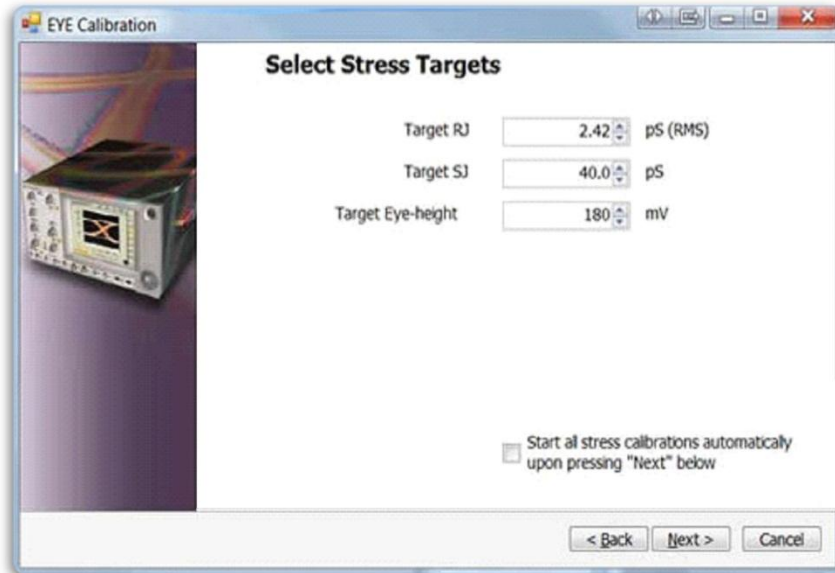 EYE Calibration
Select Stress Targets
Target RJ 2.42 pS (RMS)
Target SJ 40.0 pS
Target Eye-height 180 mV
Start all stress calibrations automatically
upon pressing "Next" below
< Back Next > Cancel